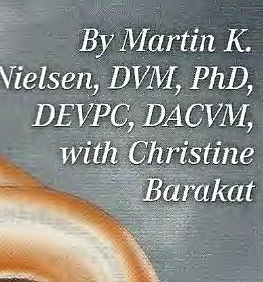 By Martin K.
Nielsen, DVM, PhD,
DEVPC, DACVM,
with Christine
Barakat